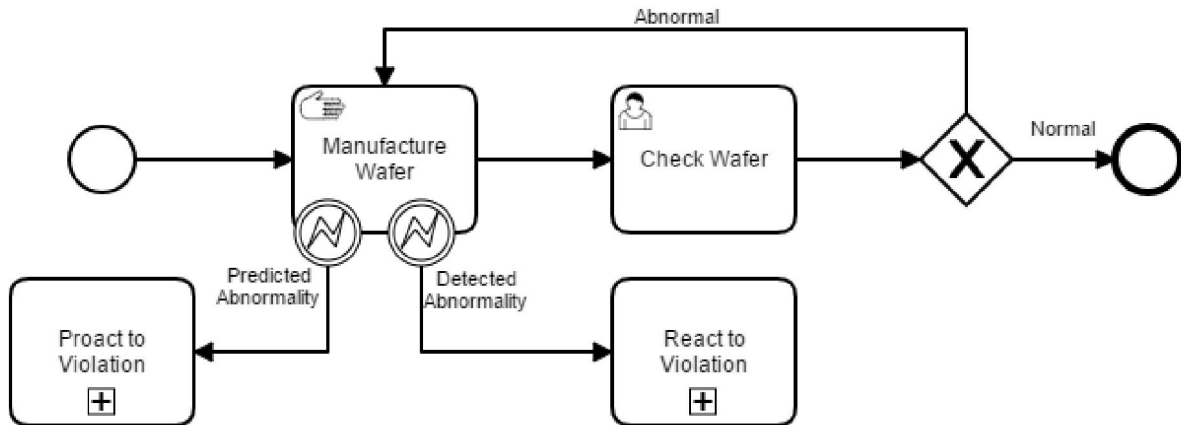 Abnormal
Manufacture
Wafer
Check Wafer
Normal
Predicted
Abnormality
Detected
Abnormality
Proact to
Violation
React to
Violation